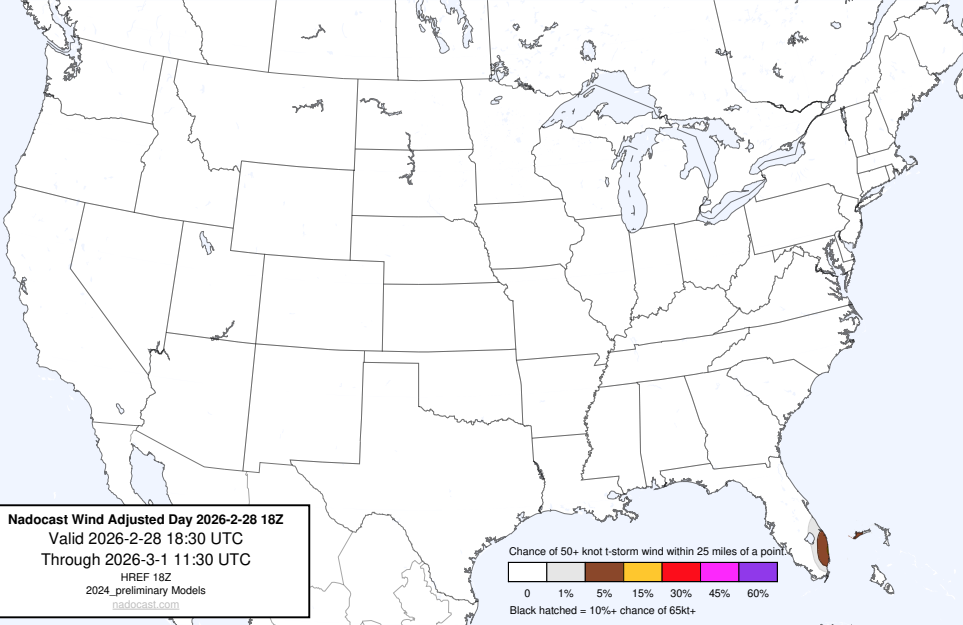 Nadocast Wind Adjusted Day 2026-2-28 18Z
Valid 2026-2-28 18:30 UTC
Through 2026-3-1 11:30 UTC
HREF 18Z
2024_preliminary Models
nadocast.com
Chance of 50+ knot t-storm wind within 25 miles of a point.
0 1% 5% 15% 30% 45% 60%
Black hatched = 10%+ chance of 65kt+